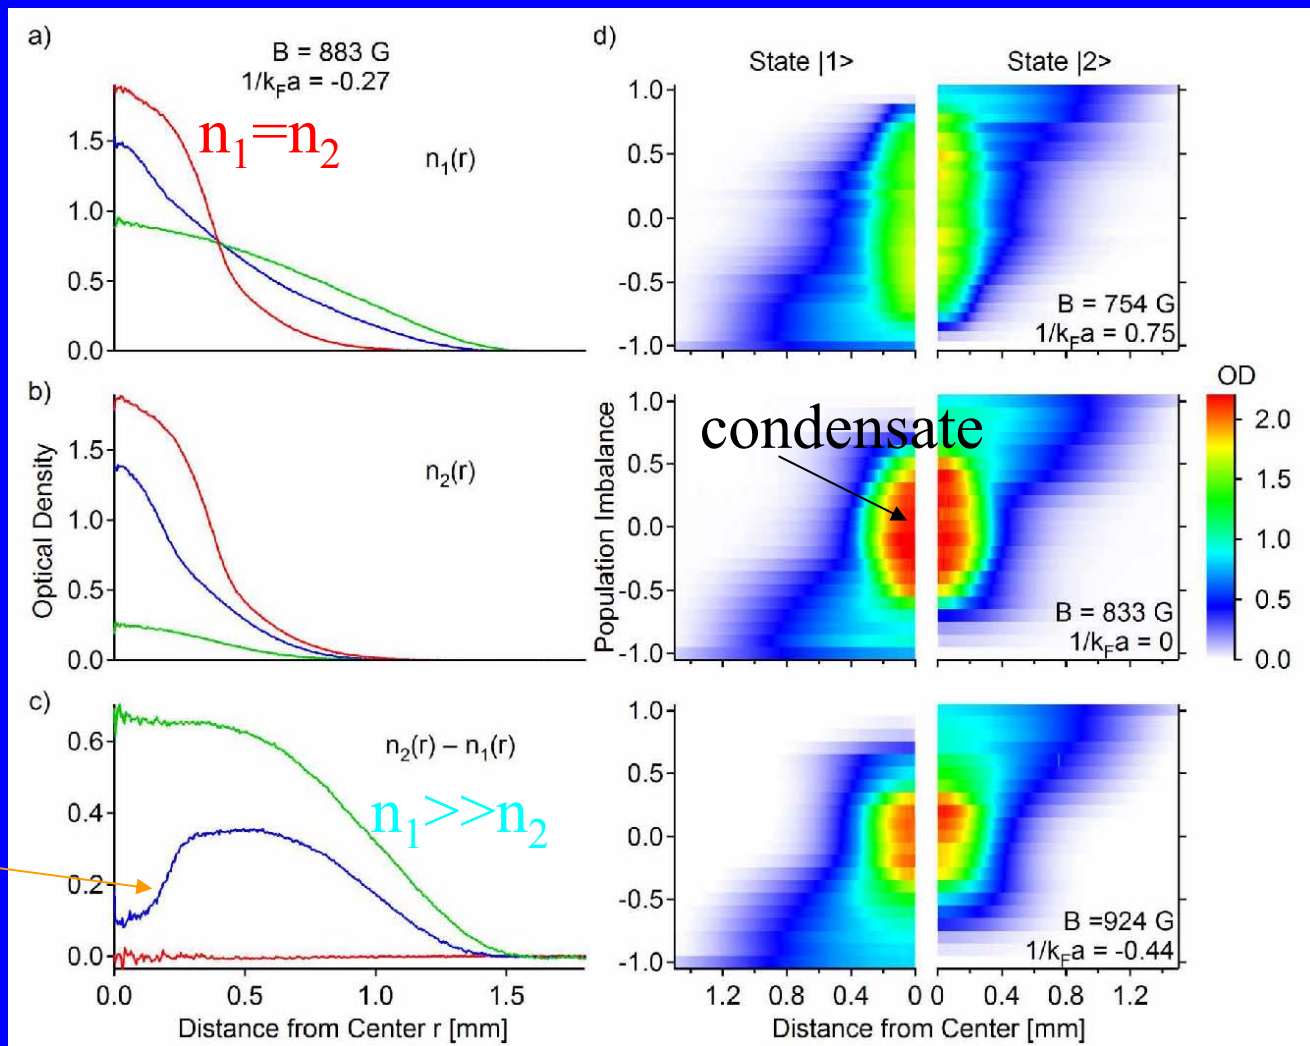 a)
B = 883 G
1/kFa = -0.27
n1=n2
n1(r)
1.5
1.0
0.5
0.0
b)
n2(r)
1.5
1.0
0.5
0.0
Optical Density
c)
n2(r) – n1(r)
n1>>n2
0.6
0.4
0.2
0.0
0.0 0.5 1.0 1.5
Distance from Center r [mm]
d)
State |1> State |2>
1.0
0.5
0.0
-0.5
-1.0
B = 754 G
1/kFa = 0.75
Population Imbalance
condensate
1.0
0.5
0.0
-0.5
-1.0
B = 833 G
1/kFa = 0
OD
2.0
1.5
1.0
0.5
0.0
1.0
0.5
0.0
-0.5
-1.0
B =924 G
1/kFa = -0.44
1.2 0.8 0.4 0 0 0.4 0.8 1.2
Distance from Center [mm]